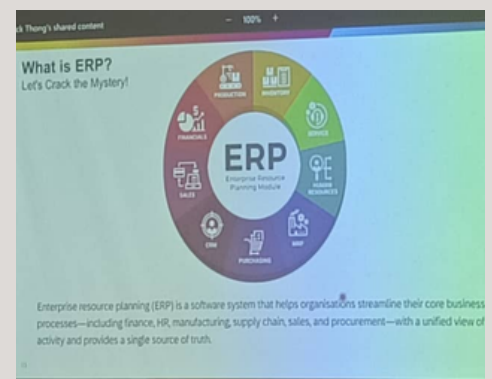 ck Thong's shared content
− 100% +
What is ERP?
Let's Crack the Mystery!
PRODUCTION
INVENTORY
FINANCIALS
SERVICE
ERP
Enterprise Resource
Planning Module
SALES
HUMAN
RESOURCES
CRM
MRP
PURCHASING
Enterprise resource planning (ERP) is a software system that helps organisations streamline their core business
processes—including finance, HR, manufacturing, supply chain, sales, and procurement—with a unified view of
activity and provides a single source of truth.